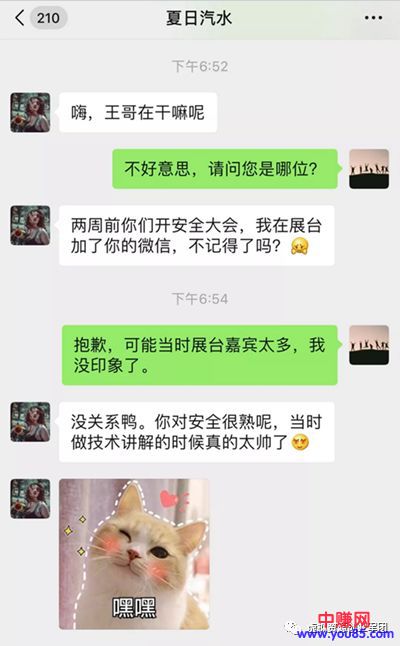 210
夏日汽水
下午6:52
嗨，王哥在干嘛呢
不好意思，请问您是哪位？
两周前你们开安全大会，我在展台
加了你的微信，不记得了吗？
下午6:54
抱歉，可能当时展台嘉宾太多，我
没印象了。
没关系鸭。你对安全很熟呢，当时
做技术讲解的时候真的太帅了
嘿嘿
中赚网
www.you85.com